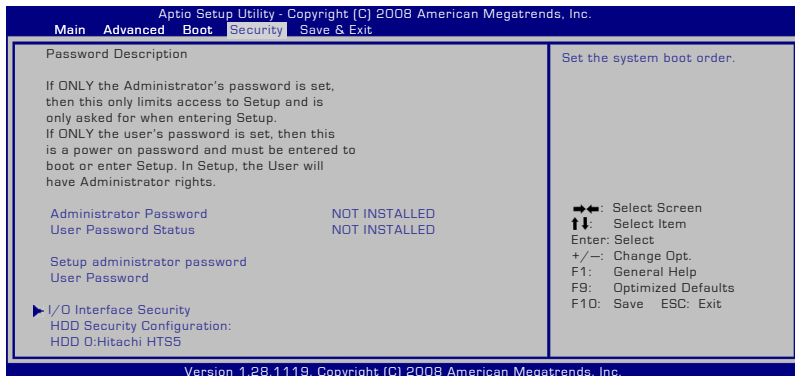 Aptio Setup Utility - Copyright (C) 2008 American Megatrends, Inc.
Main Advanced Boot Security Save & Exit
Password Description
If ONLY the Administrator's password is set,
then this only limits access to Setup and is
only asked for when entering Setup.
If ONLY the user's password is set, then this
is a power on password and must be entered to
boot or enter Setup. In Setup, the User will
have Administrator rights.
Administrator Password NOT INSTALLED
User Password Status NOT INSTALLED
Setup administrator password
User Password
I/O Interface Security
HDD Security Configuration:
HDD 0:Hitachi HTS5
Set the system boot order.
→←: Select Screen
↑↓: Select Item
Enter: Select
+/—: Change Opt.
F1: General Help
F9: Optimized Defaults
F10: Save ESC: Exit
Version 1.28.1119. Copyright (C) 2008 American Megatrends, Inc.